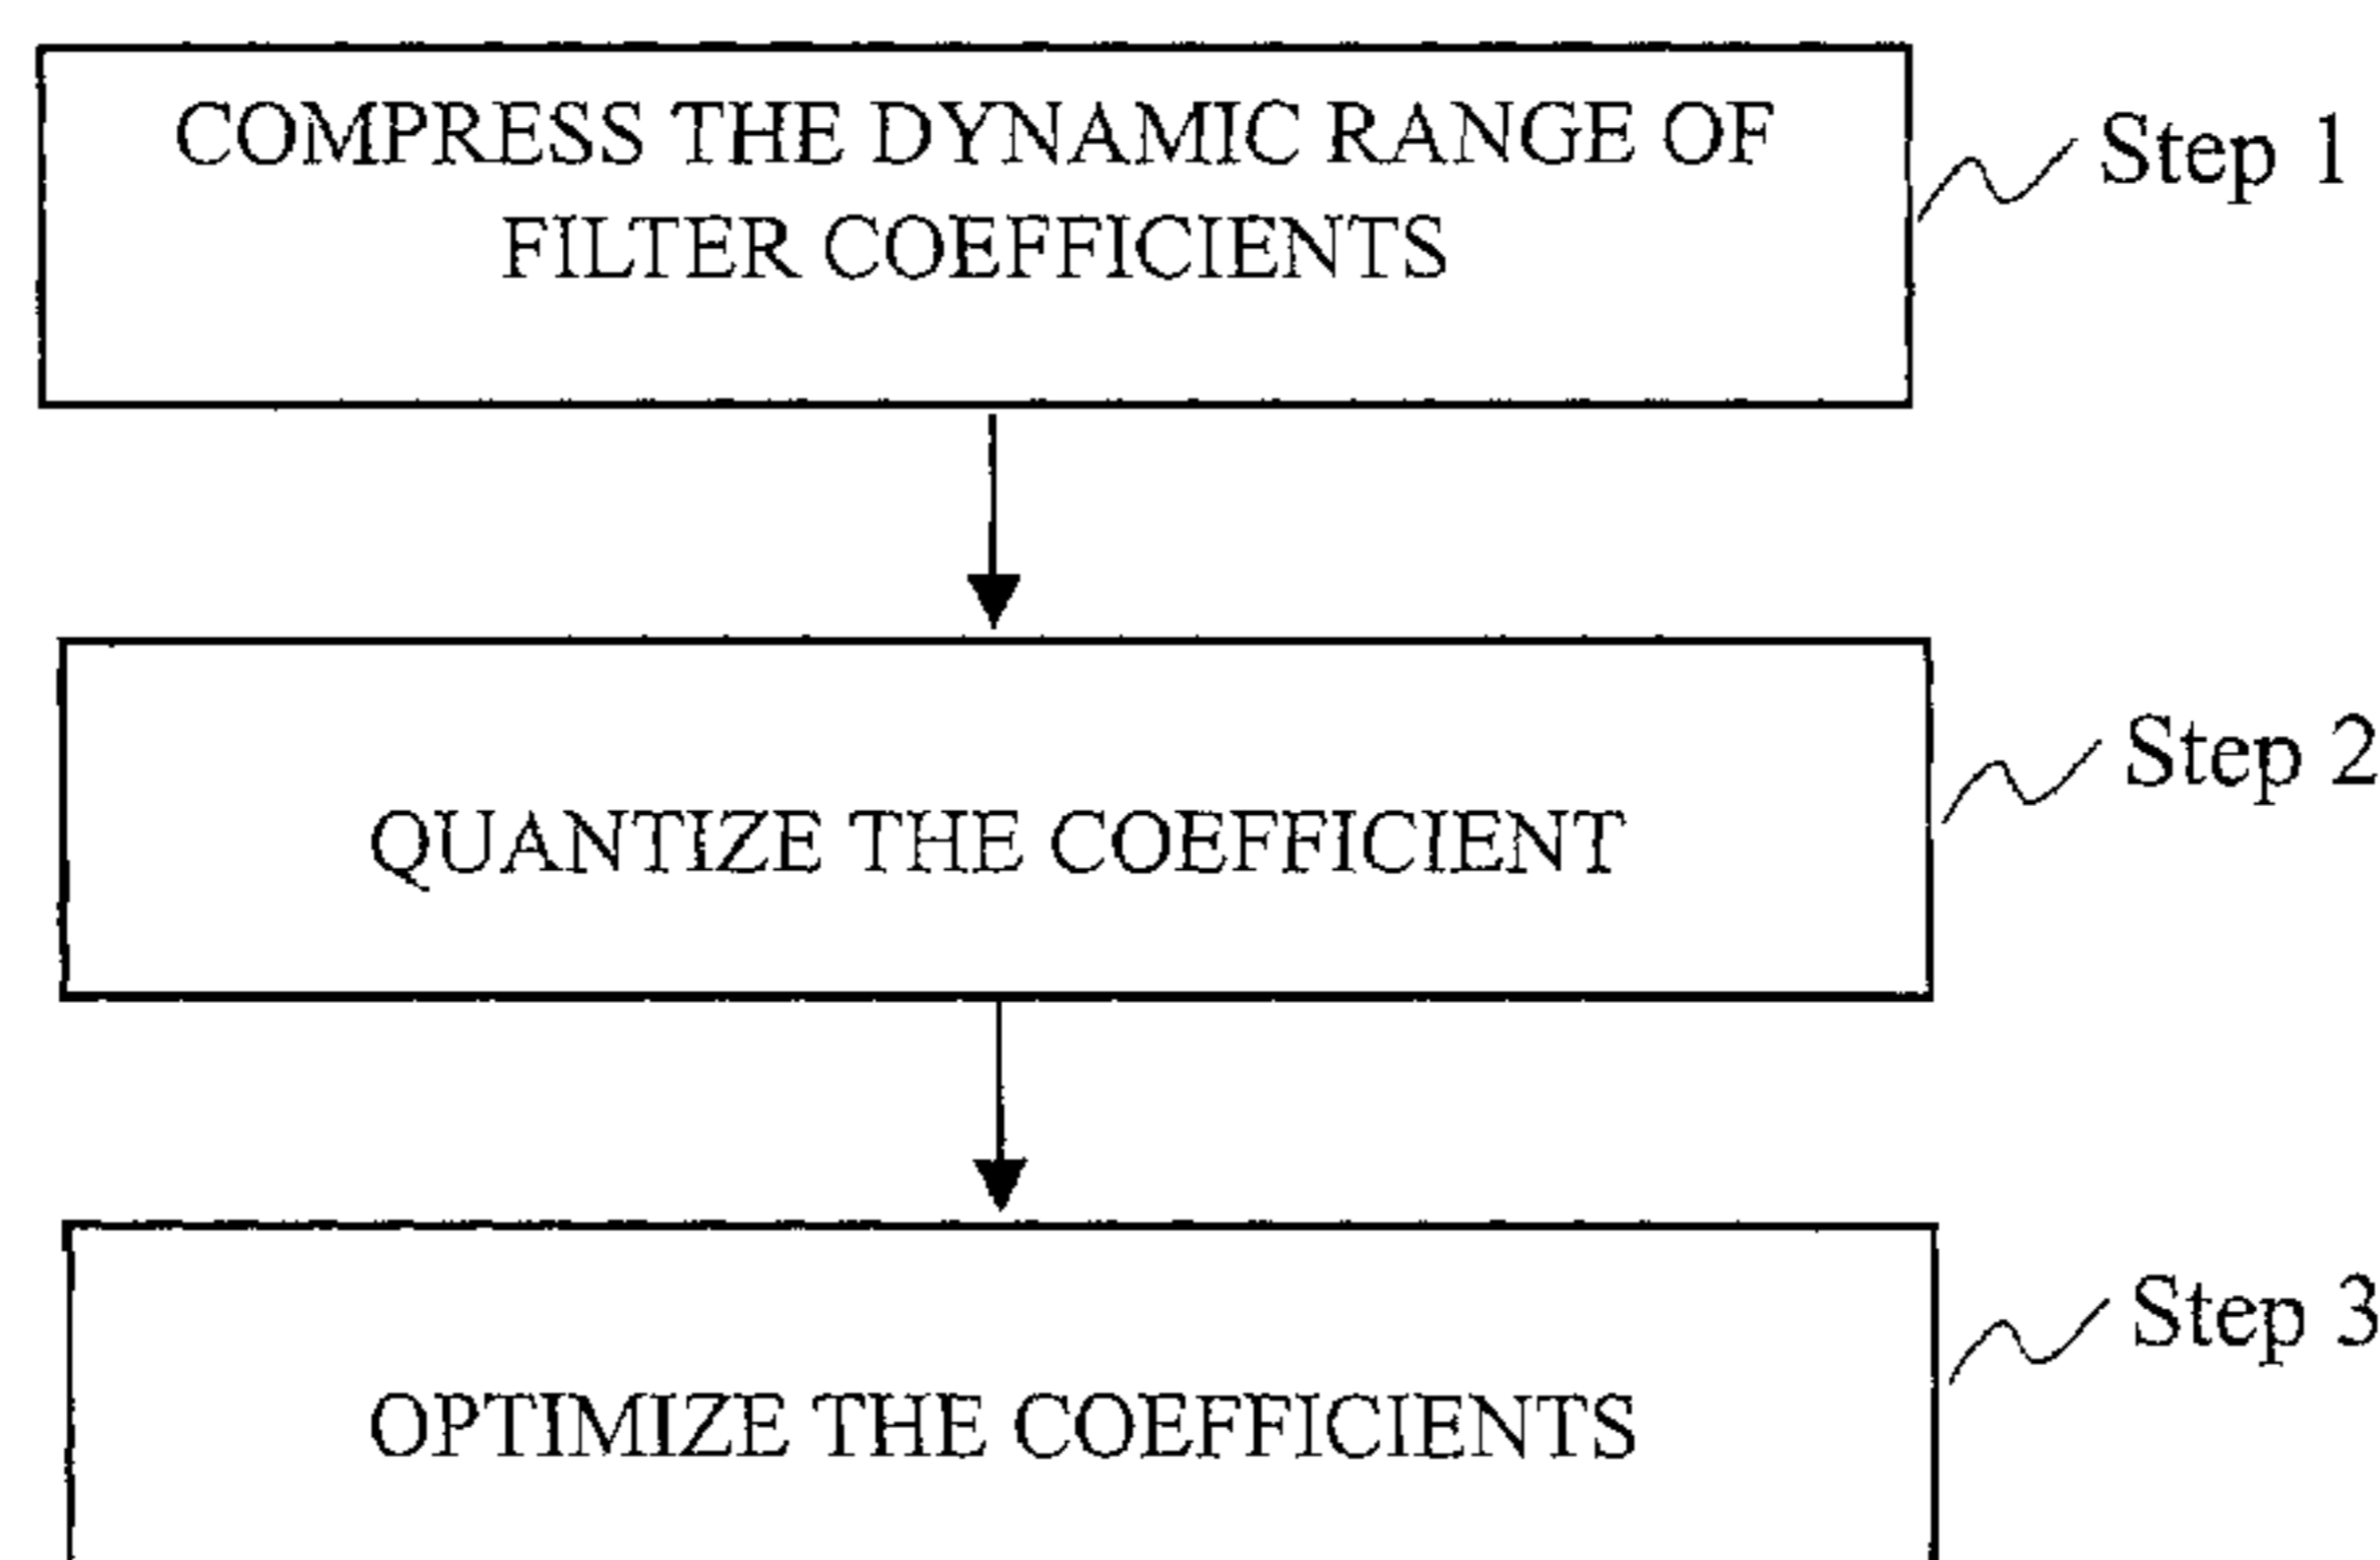 COMPRESS THE DYNAMIC RANGE OF
FILTER COEFFICIENTS
Step 1
QUANTIZE THE COEFFICIENT
Step 2
OPTIMIZE THE COEFFICIENTS
Step 3